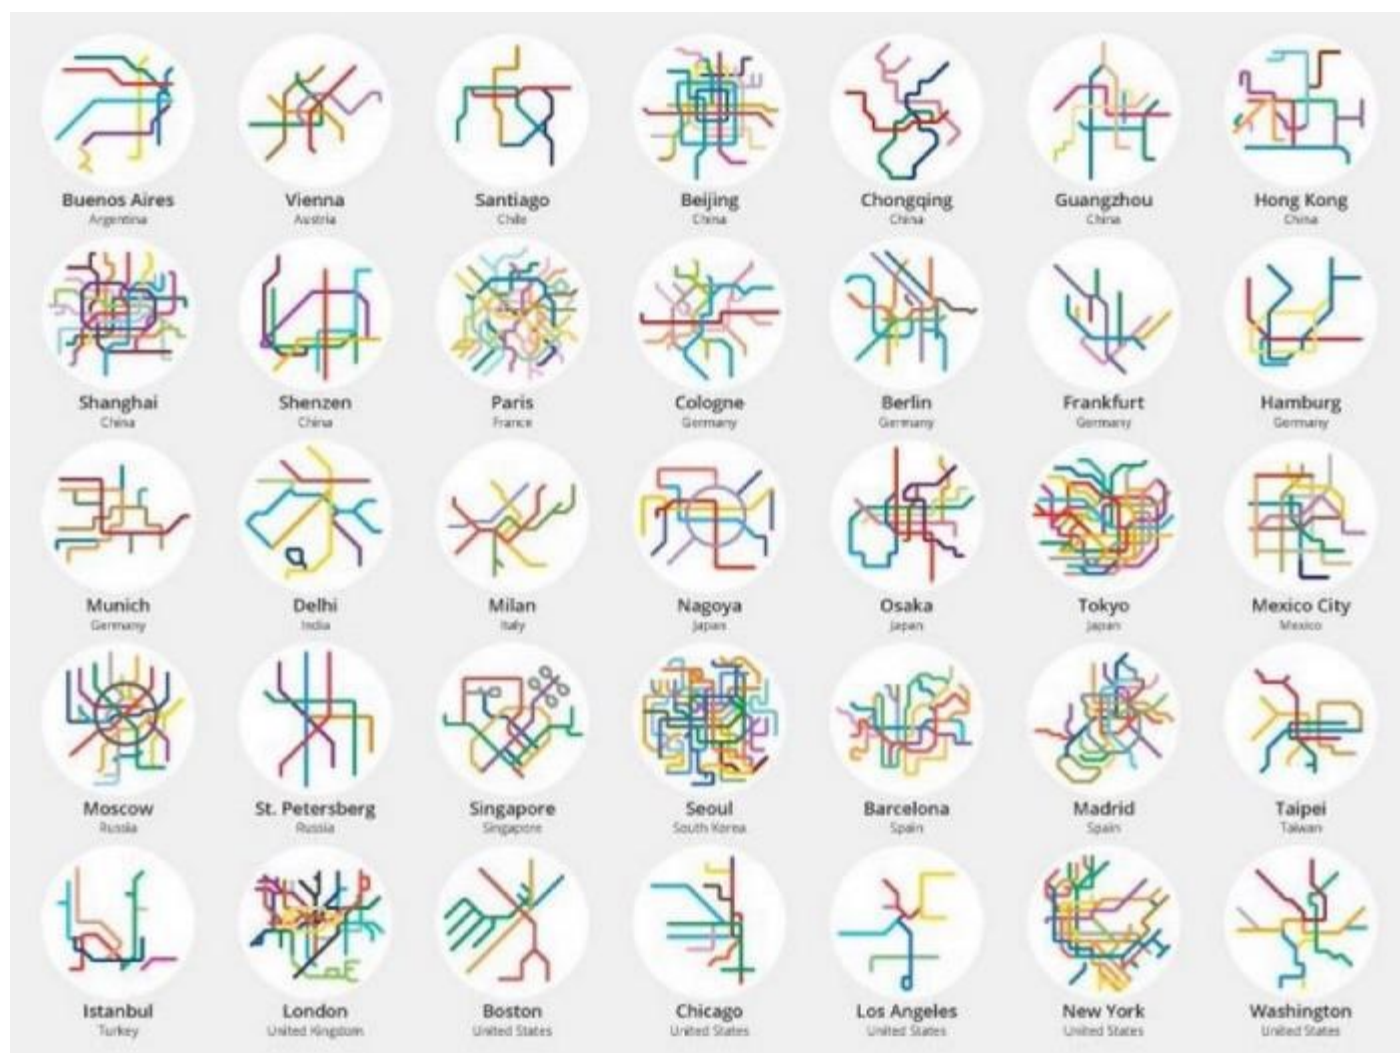 Buenos Aires
Argentina
Vienna
Austria
Santiago
Chile
Beijing
China
Chongqing
China
Guangzhou
China
Hong Kong
China
Shanghai
China
Shenzen
China
Paris
France
Cologne
Germany
Berlin
Germany
Frankfurt
Germany
Hamburg
Germany
Munich
Germany
Delhi
India
Milan
Italy
Nagoya
Japan
Osaka
Japan
Tokyo
Japan
Mexico City
Mexico
Moscow
Russia
St. Petersberg
Russia
Singapore
Singapore
Seoul
South Korea
Barcelona
Spain
Madrid
Spain
Taipei
Taiwan
Istanbul
Turkey
London
United Kingdom
Boston
United States
Chicago
United States
Los Angeles
United States
New York
United States
Washington
United States